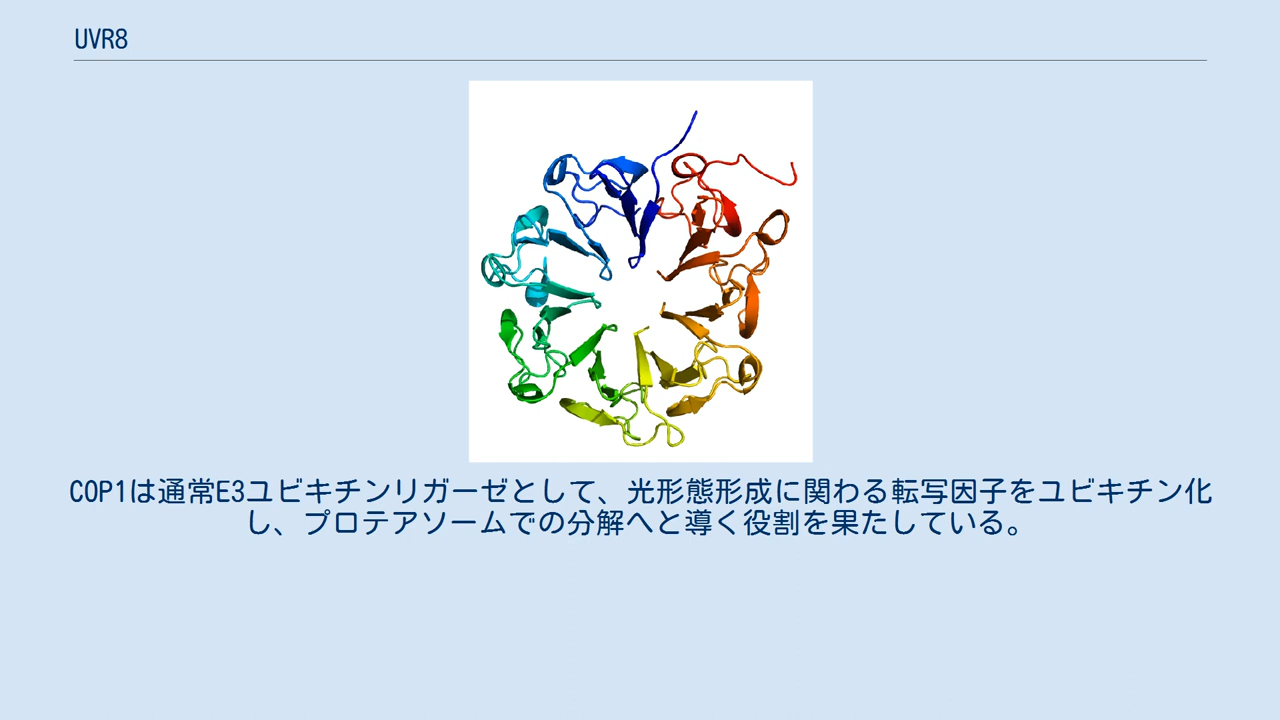 UVR8
COP1は通常E3ユビキチンリガーゼとして、光形態形成に関わる転写因子をユビキチン化
し、プロテアソームでの分解へと導く役割を果たしている。